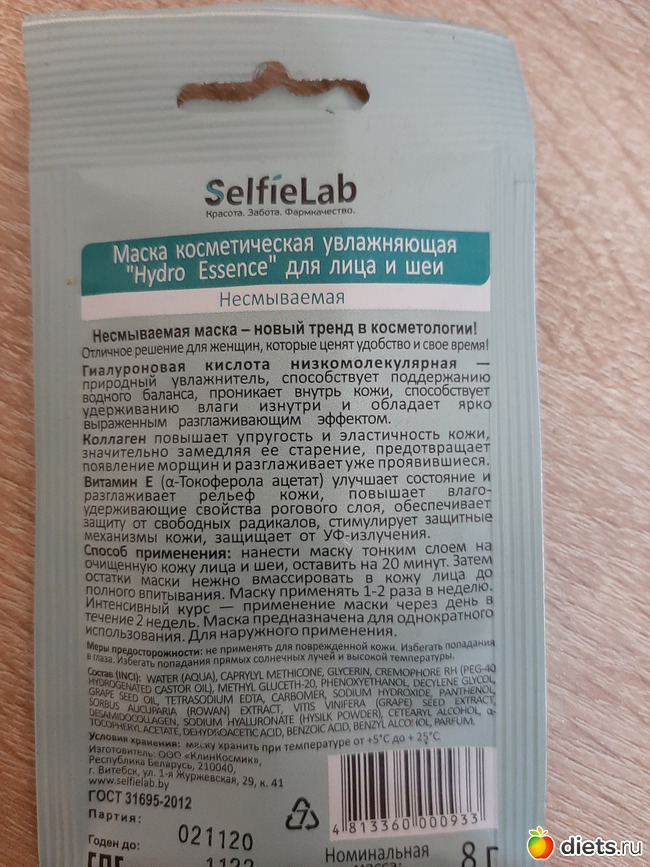 SelfieLab
Красота. Забота. Фармкачество.
Маска косметическая увлажняющая
"Hydro Essence" для лица и шеи
Несмываемая
Несмываемая маска – новый тренд в косметологии!
Отличное решение для женщин, которые ценят удобство и свое время!
Гиалуроновая кислота низкомолекулярная —
природный увлажнитель, способствует поддержанию
водного баланса, проникает внутрь кожи, способствует
удерживанию влаги изнутри и обладает ярко
выраженным разглаживающим эффектом.
Коллаген повышает упругость и эластичность кожи,
значительно замедляя ее старение, предотвращает
появление морщин и разглаживает уже проявившиеся.
Витамин Е (α-Токоферола ацетат) улучшает состояние и
разглаживает рельеф кожи, повышает влаго-
удерживающие свойства рогового слоя, обеспечивает
защиту от свободных радикалов, стимулирует защитные
механизмы кожи, защищает от УФ-излучения.
Способ применения: нанести маску тонким слоем на
очищенную кожу лица и шеи, оставить на 20 минут. Затем
остатки маски нежно вмассировать в кожу лица до
полного впитывания. Маску применять 1-2 раза в неделю.
Интенсивный курс — применение маски через день в
течение 2 недель. Маска предназначена для однократного
использования. Для наружного применения.
Меры предосторожности: не применять для поврежденной кожи. Избегать попадания
в глаза. Избегать попадания прямых солнечных лучей и высокой температуры.
Состав (INCI): WATER (AQUA), CAPRYLYL METHICONE, GLYCERIN, CREMOPHORE RH (PEG-40
HYDROGENATED CASTOR OIL), METHYL GLUCETH-20, PHENOXYETHANOL, DECYLENE GLYCOL,
GRAPE SEED OIL, TETRASODIUM EDTA, CARBOMER, SODIUM HYDROXIDE, PANTHENOL,
SORBUS AUCUPARIA (ROWAN) EXTRACT, VITIS VINIFERA (GRAPE) SEED EXTRACT,
DESAMIDOCOLLAGEN, SODIUM HYALURONATE (HYSILK POWDER), CETEARYL ALCOHOL, α-
TOCOPHERYL ACETATE, DEHYDROACETIC ACID, BENZOIC ACID, BENZYL ALCOHOL, PARFUM.
Условия хранения: маску хранить при температуре от +5°С до + 25°С
Изготовитель: ООО «КлинКосмик»,
Республика Беларусь, 210040,
г. Витебск, ул. 1-я Журжевская, 29, к. 41
www.selfielab.by
ГОСТ 31695-2012
Партия:
021120
Годен до:
1122
4 813360 000933
Номинальная
масса:
8 г
diets.ru